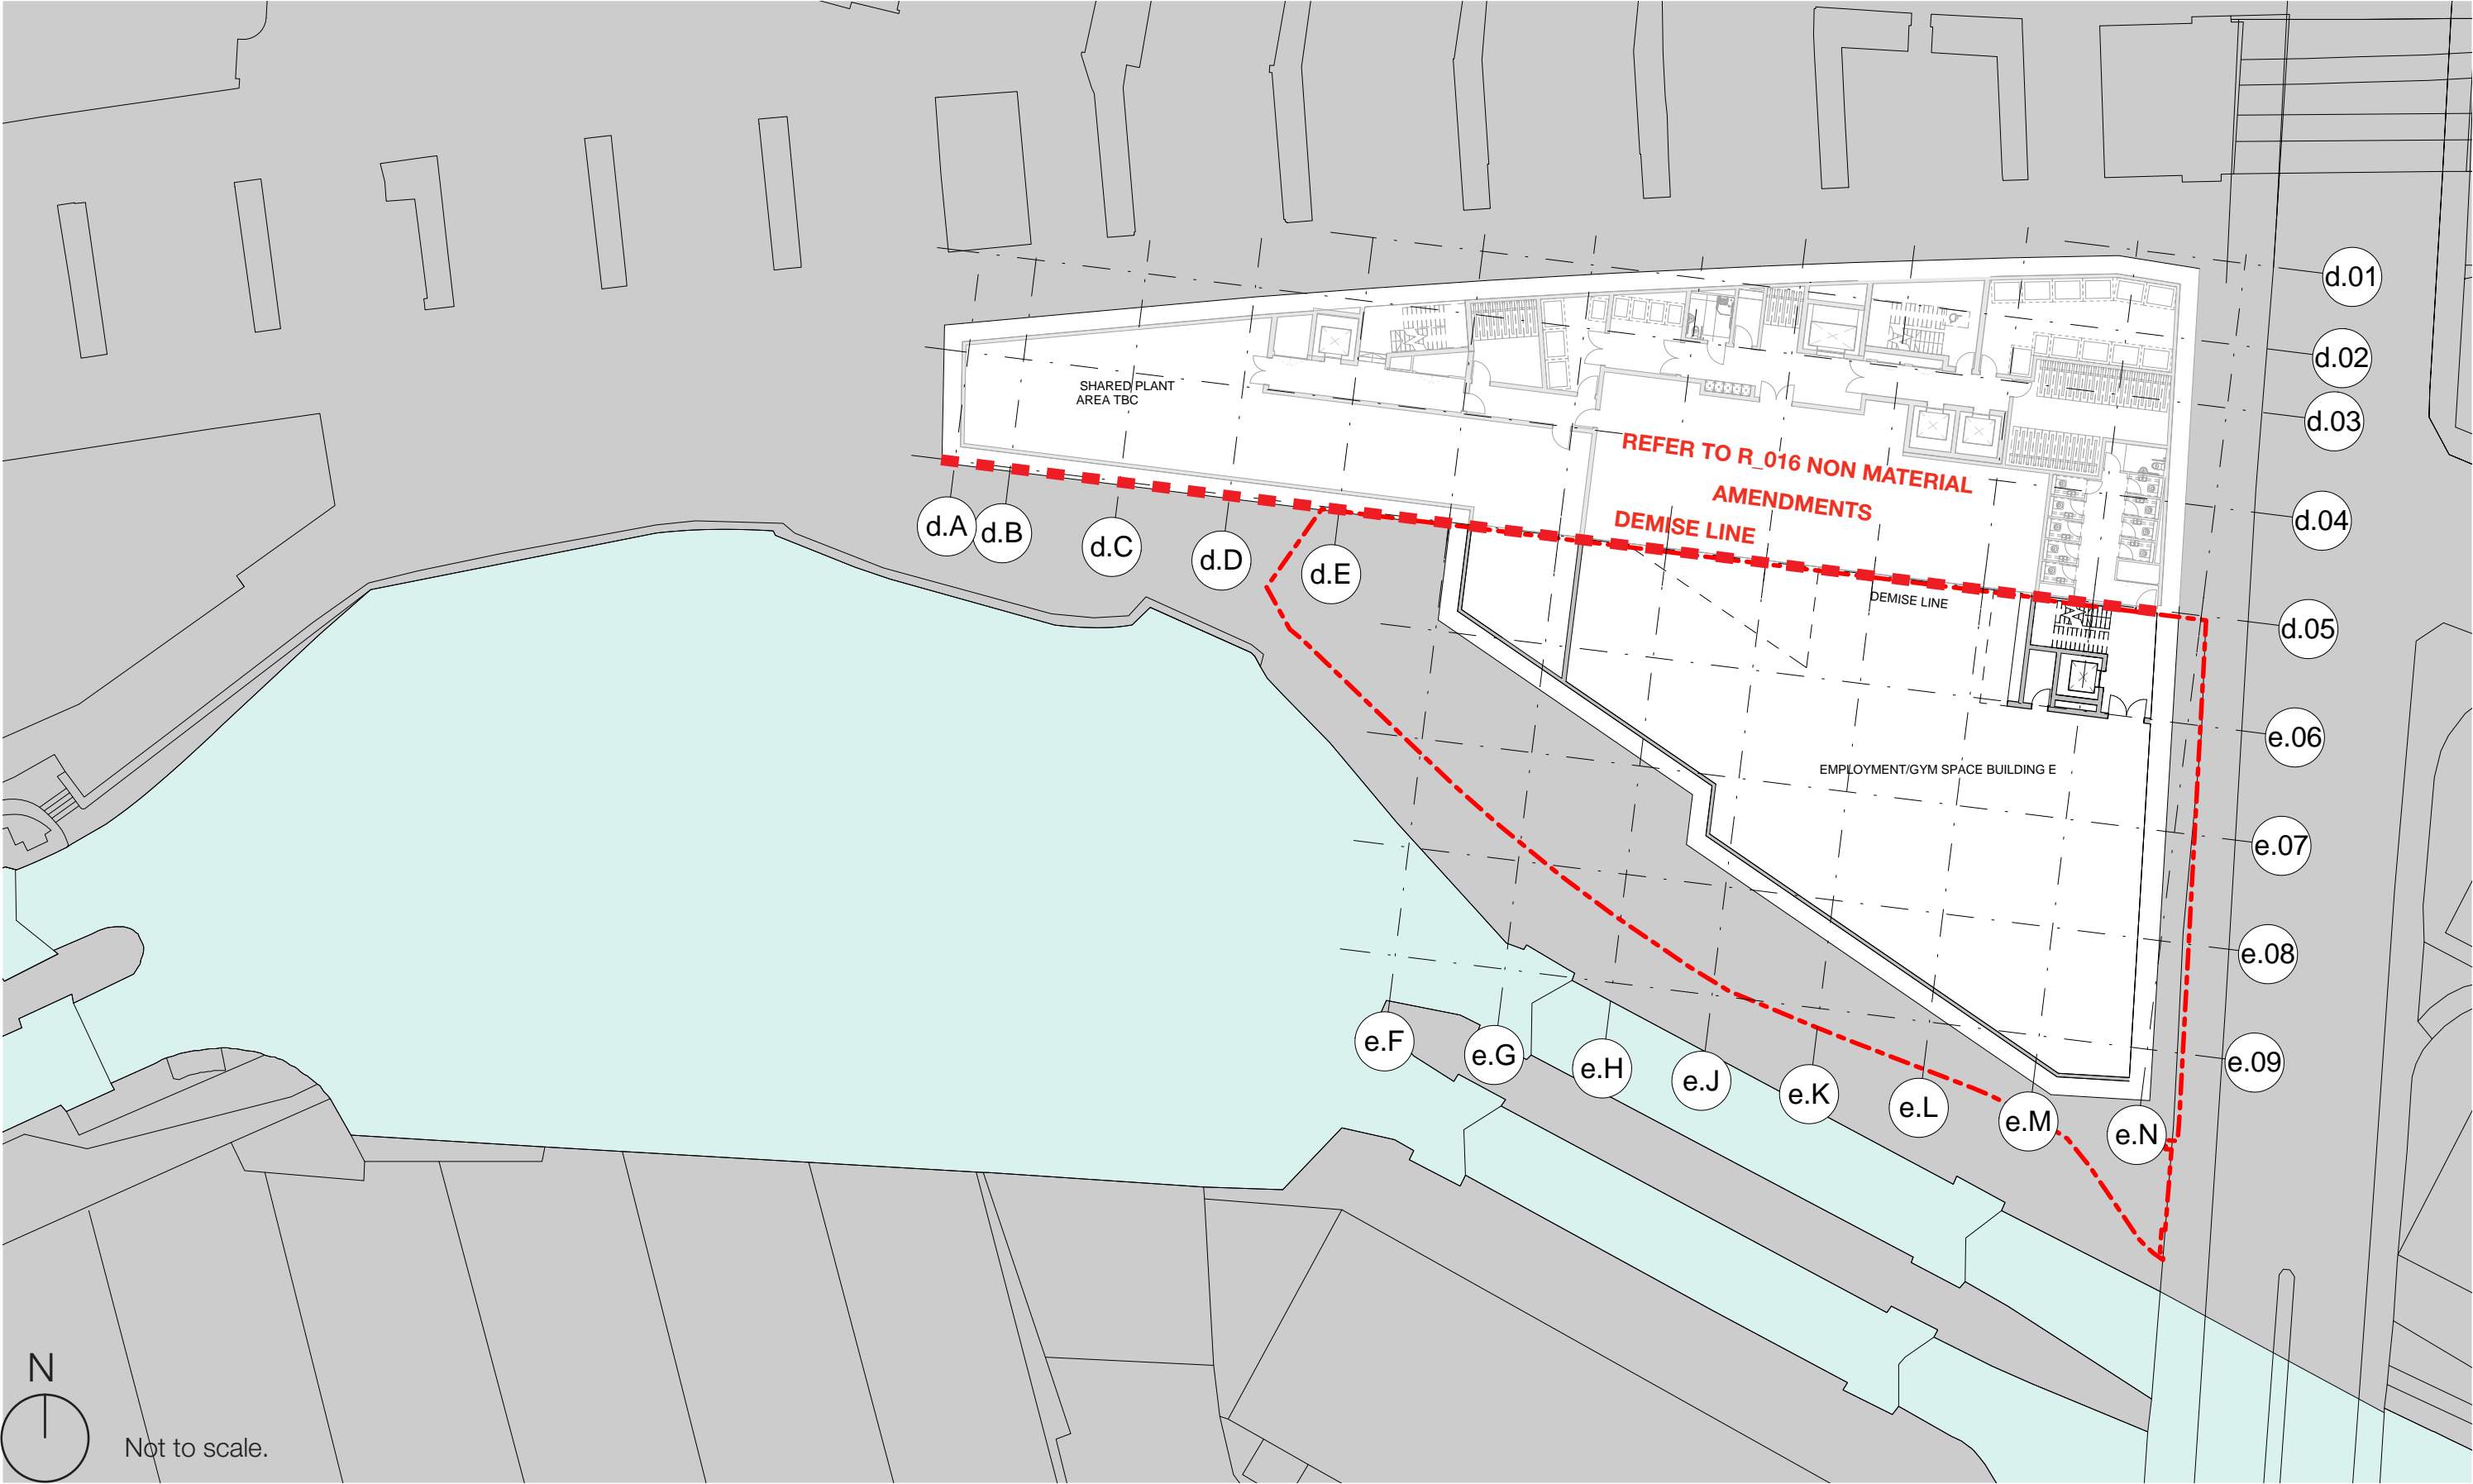 d.01
d.02
d.03
d.04
d.05
e.06
e.07
e.08
e.09
SHARED PLANT
AREA TBC
REFER TO R_016 NON MATERIAL
AMENDMENTS
DEMISE LINE
DEMISE LINE
EMPLOYMENT/GYM SPACE BUILDING E
d.A
d.B
d.C
d.D
d.E
e.F
e.G
e.H
e.J
e.K
e.L
e.M
e.N
N
Not to scale.